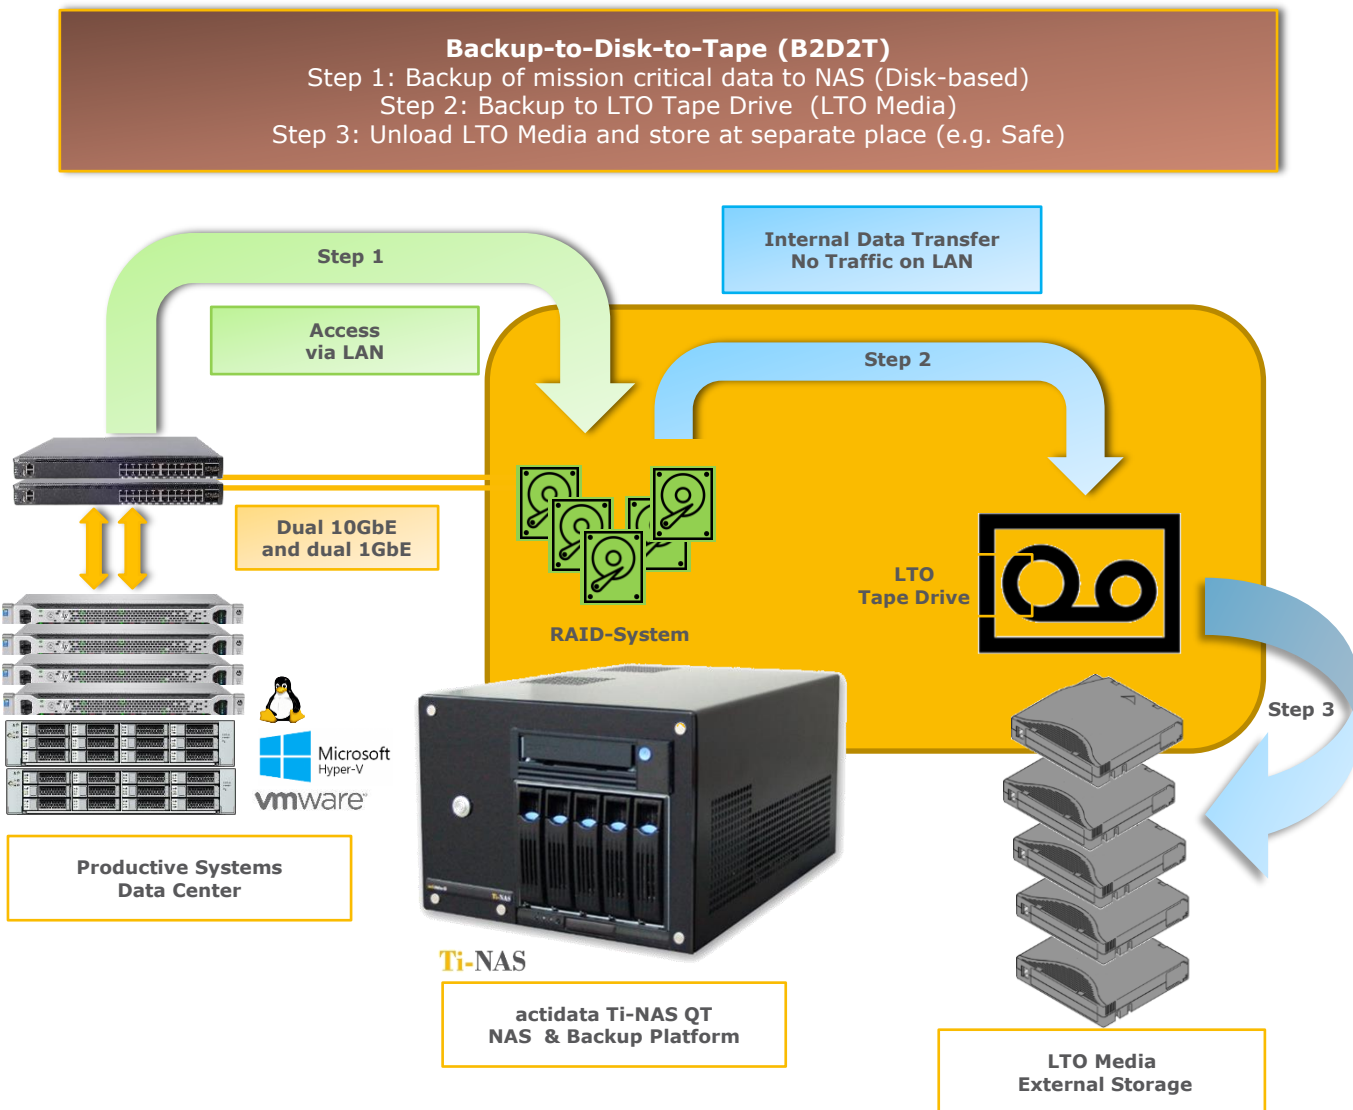 Backup-to-Disk-to-Tape (B2D2T)
Step 1: Backup of mission critical data to NAS (Disk-based)
Step 2: Backup to LTO Tape Drive  (LTO Media)
Step 3: Unload LTO Media and store at separate place (e.g. Safe)
Step 1
Internal Data Transfer
No Traffic on LAN
Access
via LAN
Step 2
Dual 10GbE
and dual 1GbE
LTO
Tape Drive
RAID-System
Step 3
Microsoft
Hyper-V
vmware
Productive Systems
Data Center
Ti-NAS
Ti-NAS
actidata Ti-NAS QT
NAS  & Backup Platform
LTO Media
External Storage